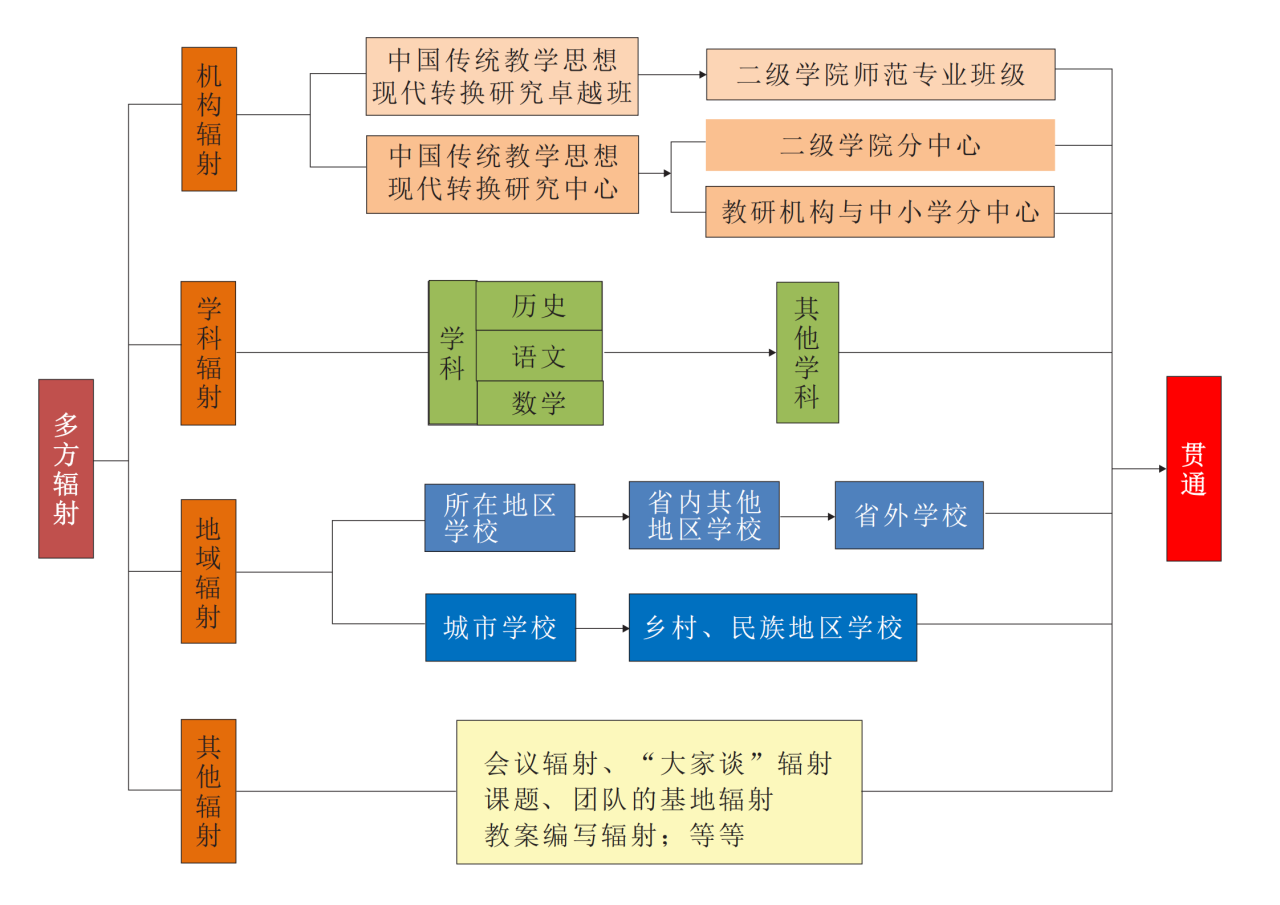 多方辐射
机构辐射
中国传统教学思想
现代转换研究卓越班
二级学院师范专业班级
中国传统教学思想
现代转换研究中心
二级学院分中心
教研机构与中小学分中心
学科辐射
学科
历史
语文
数学
其他学科
地域辐射
所在地区
学校
省内其他
地区学校
省外学校
城市学校
乡村、民族地区学校
其他辐射
会议辐射、“大家谈”辐射
课题、团队的基地辐射
教案编写辐射；等等
贯通